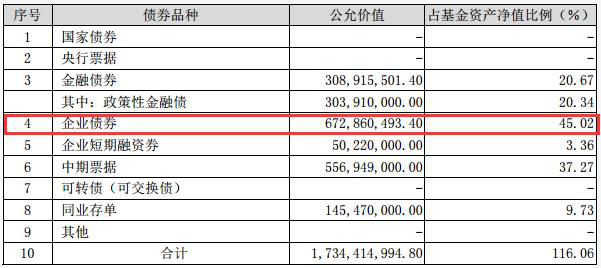 序号 债券品种 公允价值 占基金资产净值比例（%）
1 国家债券 – –
2 央行票据 – –
3 金融债券 308,915,501.40 20.67
其中：政策性金融债 303,910,000.00 20.34
4 企业债券 672,860,493.40 45.02
5 企业短期融资券 50,220,000.00 3.36
6 中期票据 556,949,000.00 37.27
7 可转债（可交换债） – –
8 同业存单 145,470,000.00 9.73
9 其他 – –
10 合计 1,734,414,994.80 116.06